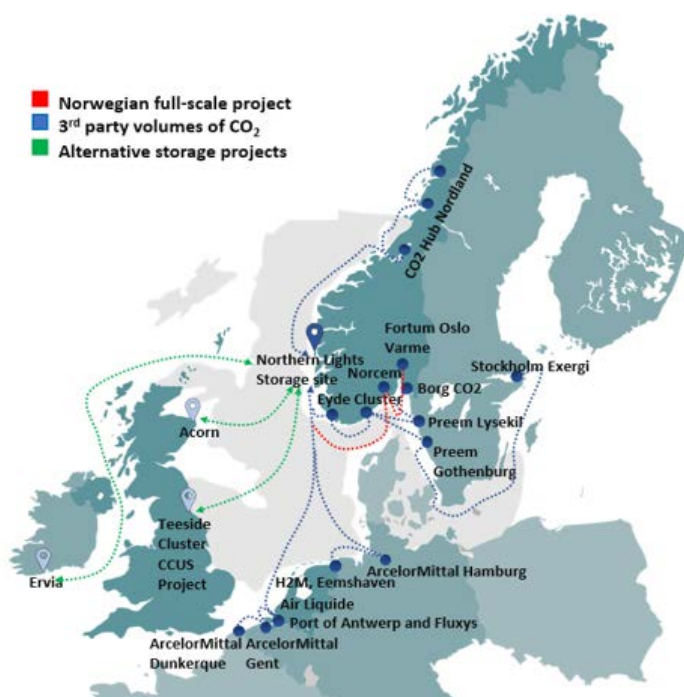 Norwegian full-scale project
3rd party volumes of CO2
Alternative storage projects
CO2 Hub Nordland
Fortum Oslo
Varme
Northern Lights
Storage site
Norcem
Stockholm Exergi
Borg CO2
Eyde Cluster
Preem Lysekil
Acorn
Preem
Gothenburg
Teeside
Cluster
CCUS
Project
Ervia
H2M, Eemshaven
ArcelorMittal Hamburg
Air Liquide
Port of Antwerp and Fluxys
ArcelorMittal
Dunkerque
ArcelorMittal
Gent